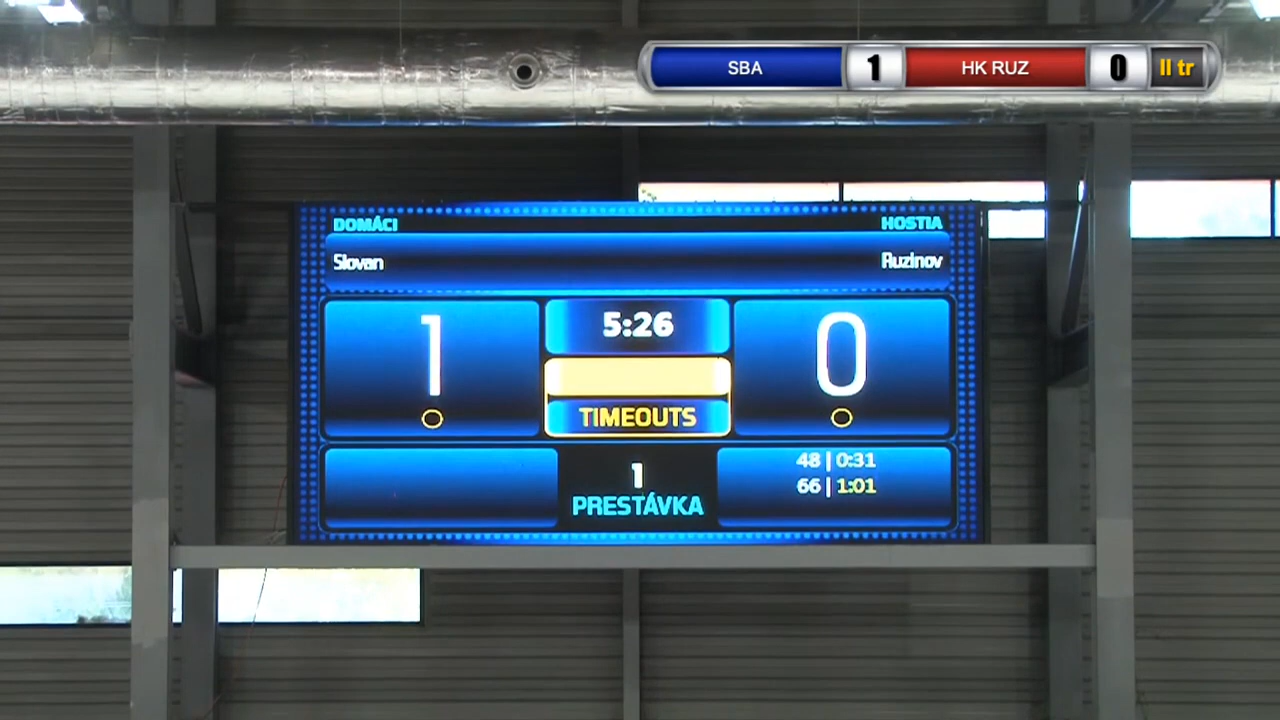 SBA 1 HK RUZ 0 II tr
DOMÁCI HOSTIA
Slovan Ruzinov
1 5:26 0
TIMEOUTS
48 | 0:31
1
66 | 1:01
PRESTÁVKA